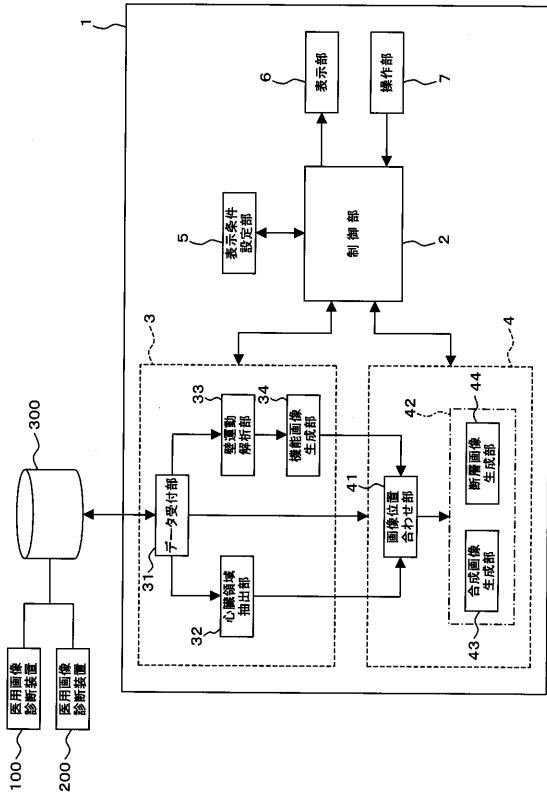 100
医用画像
診断装置
200
医用画像
診断装置
300
1
3
31
データ受付部
32
心臓領域
抽出部
33
壁運動
解析部
34
機能画像
生成部
4
41
画像位置
合わせ部
42
43
合成画像
生成部
44
断層画像
生成部
5
表示条件
設定部
2
制御部
6
表示部
7
操作部